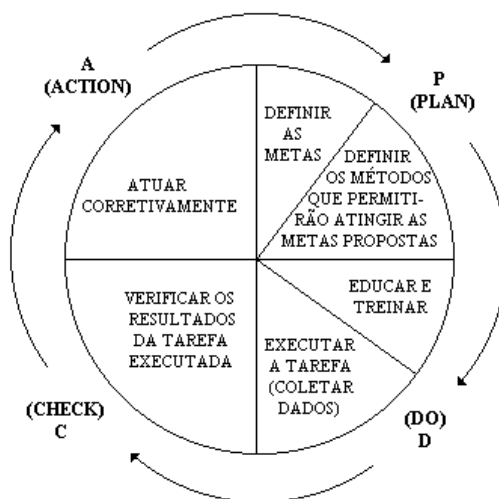 A
(ACTION)
P
(PLAN)
DEFINIR
AS
METAS
DEFINIR
OS MÉTODOS
QUE PERMITI-
RÃO ATINGIR AS
METAS PROPOSTAS
ATUAR
CORRETIVAMENTE
EDUCAR E
TREINAR
VERIFICAR OS
RESULTADOS
DA TAREFA
EXECUTADA
EXECUTAR
A TAREFA
(COLETAR
DADOS)
(CHECK)
C
(DO)
D